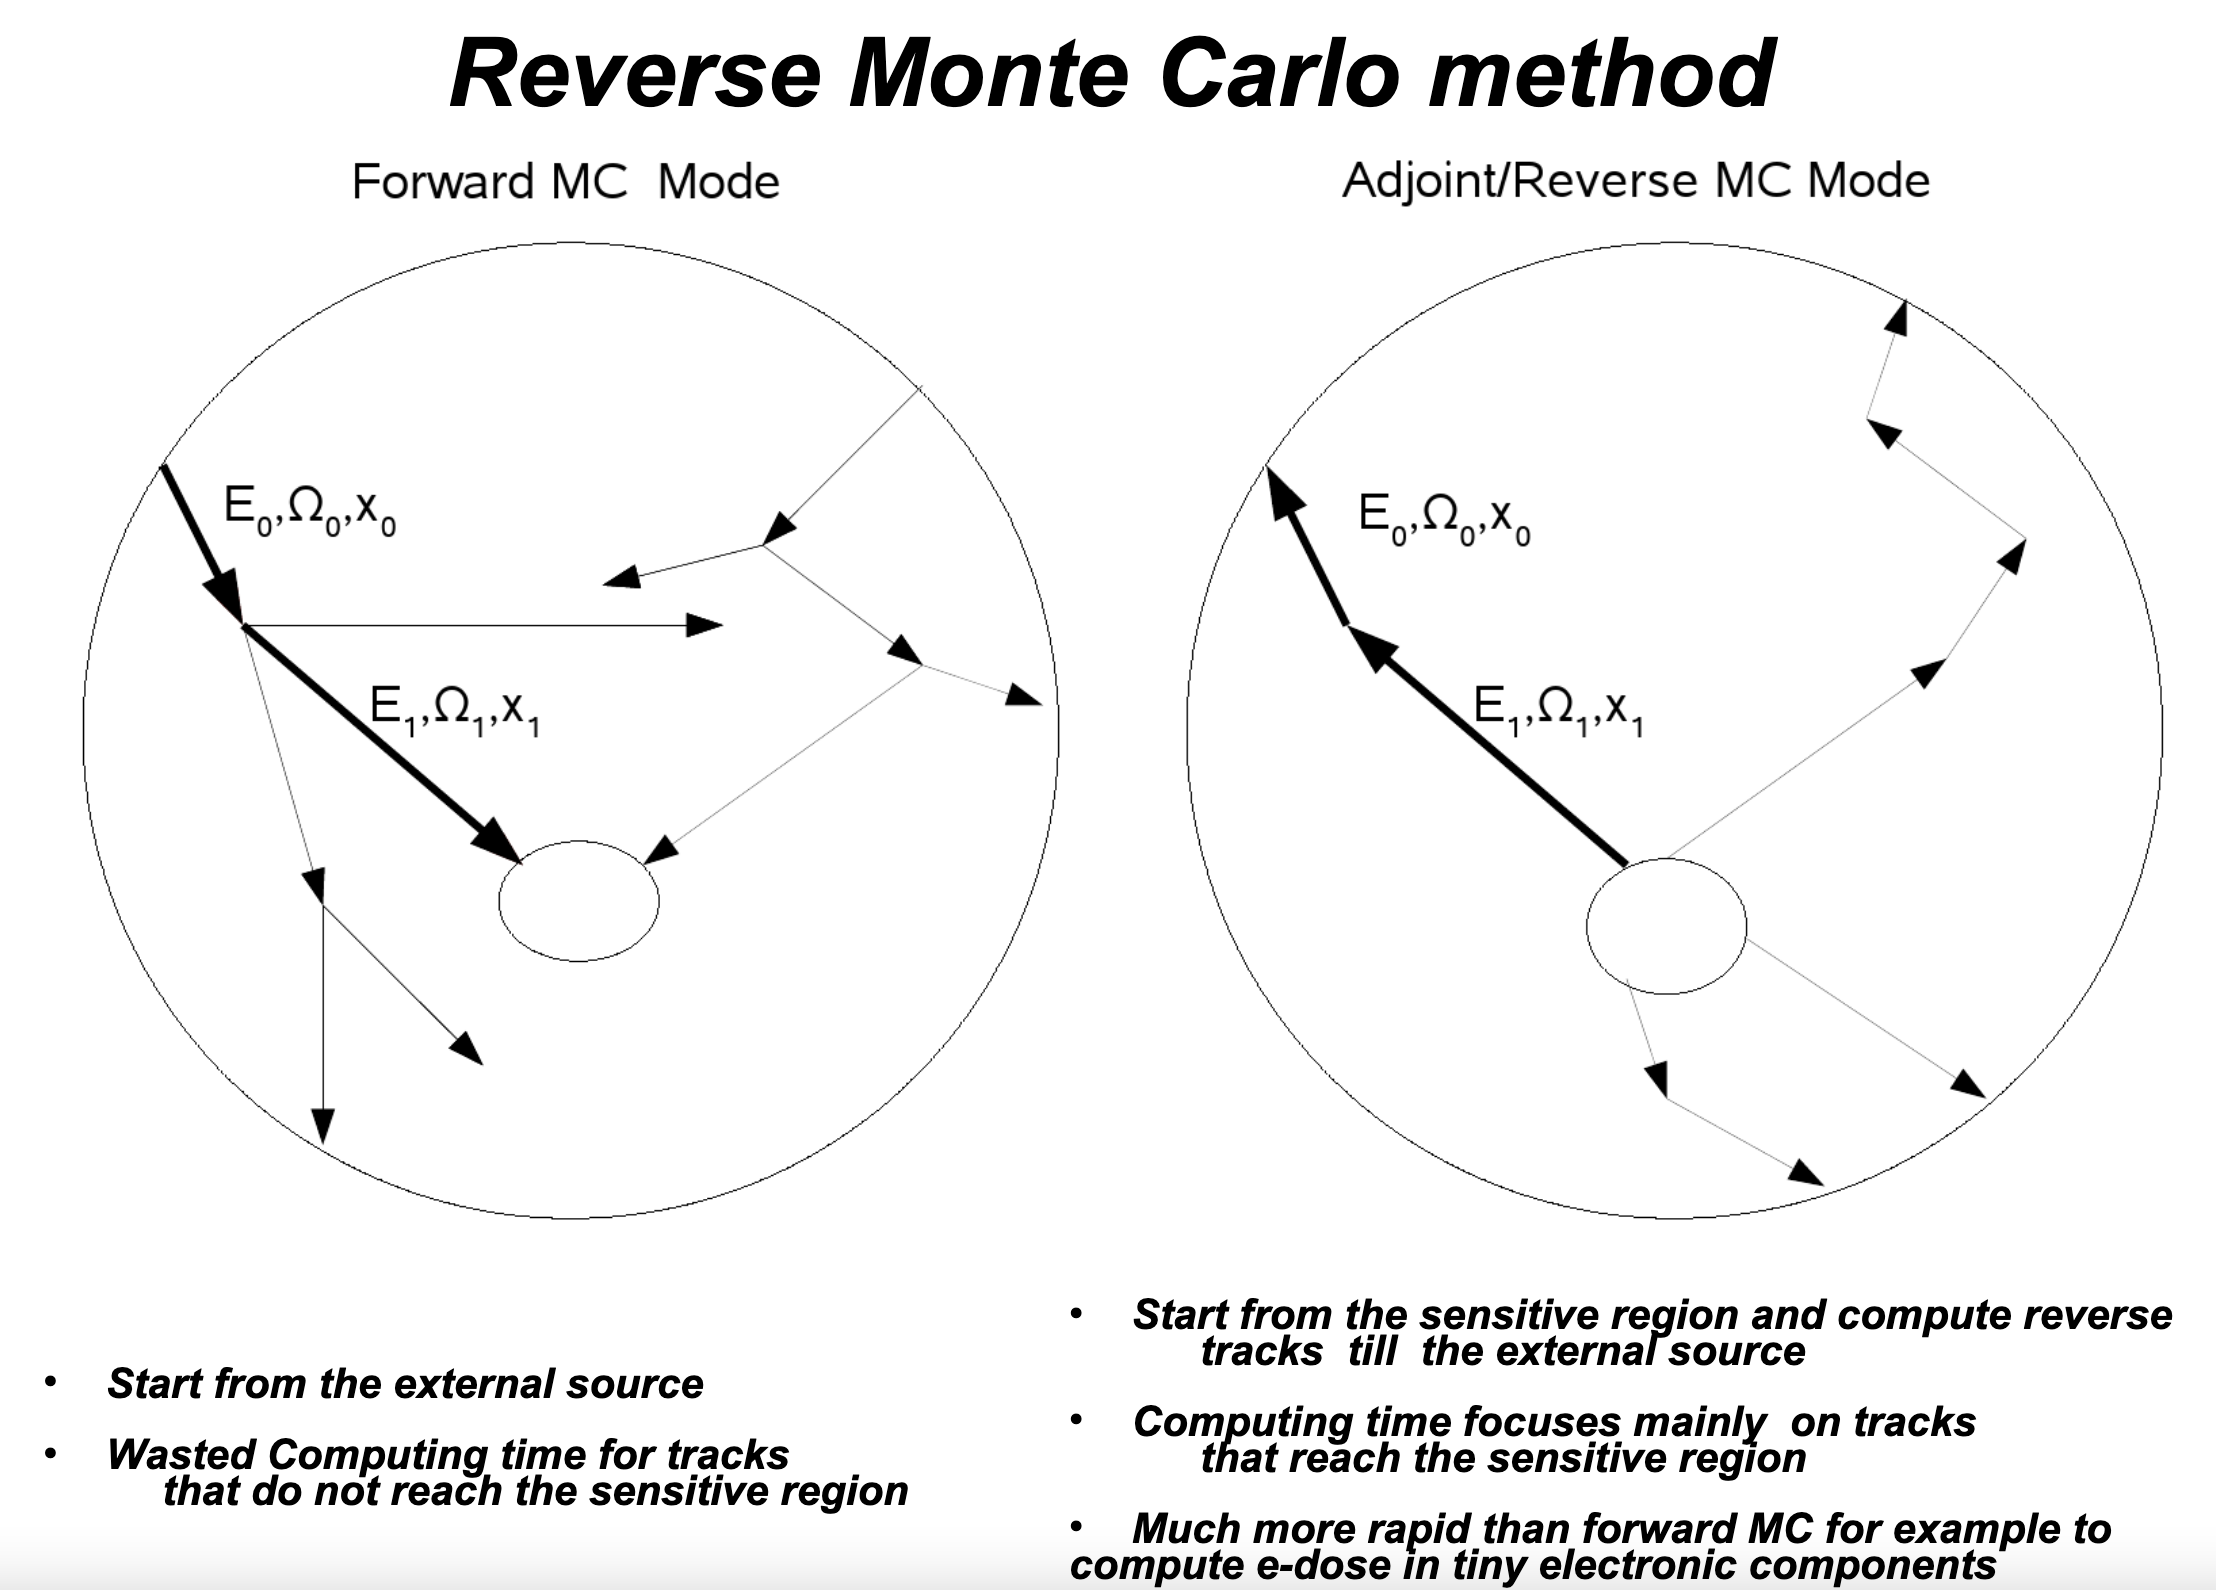 Reverse Monte Carlo method
Forward MC Mode
Adjoint/Reverse MC Mode
E₀,Ω₀,x₀
E₁,Ω₁,x₁
E₀,Ω₀,x₀
E₁,Ω₁,x₁
• Start from the external source
• Wasted Computing time for tracks
that do not reach the sensitive region
• Start from the sensitive region and compute reverse
tracks till the external source
• Computing time focuses mainly on tracks
that reach the sensitive region
• Much more rapid than forward MC for example to
compute e-dose in tiny electronic components